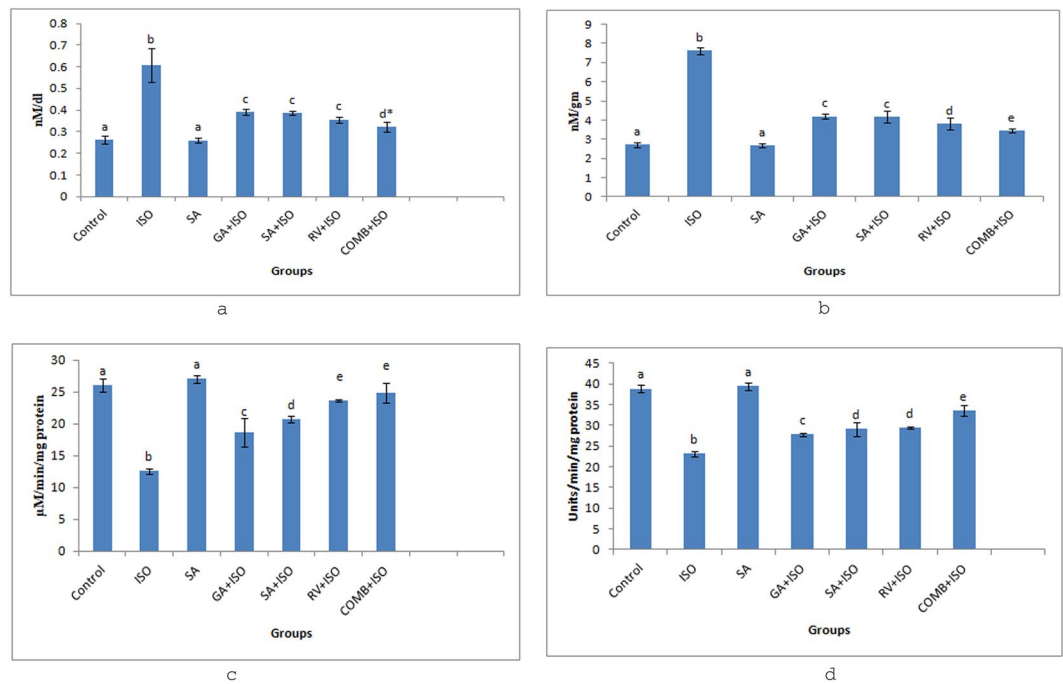 0.8
0.7
0.6
0.5
0.4
0.3
0.2
0.1
0
nM/dl
a
b
a
c
c
c
d*
Control
ISO
SA
GA+ISO
SA+ISO
RV+ISO
COMB+ISO
Groups
a
9
8
7
6
5
4
3
2
1
0
nM/gm
a
b
a
c
c
d
e
Control
ISO
SA
GA+ISO
SA+ISO
RV+ISO
COMB+ISO
Groups
b
30
25
20
15
10
5
0
µM/min/mg protein
a
b
a
c
d
e
e
Control
ISO
SA
GA+ISO
SA+ISO
RV+ISO
COMB+ISO
Groups
c
45
40
35
30
25
20
15
10
5
0
Units/min/mg protein
a
b
a
c
d
d
e
Control
ISO
SA
GA+ISO
SA+ISO
RV+ISO
COMB+ISO
Groups
d